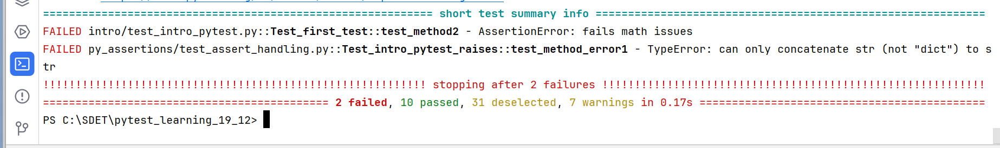 =========================================================== short test summary info ===========================================================
FAILED intro/test_intro_pytest.py::Test_first_test::test_method2 - AssertionError: fails math issues
FAILED py_assertions/test_assert_handling.py::Test_intro_pytest_raises::test_method_error1 - TypeError: can only concatenate str (not "dict") to s
tr
!!!!!!!!!!!!!!!!!!!!!!!!!!!!!!!!!!!!!!!!!!!!!!!!!!!!!!!!!!! stopping after 2 failures !!!!!!!!!!!!!!!!!!!!!!!!!!!!!!!!!!!!!!!!!!!!!!!!!!!!!!!!!!!
============================================ 2 failed, 10 passed, 31 deselected, 7 warnings in 0.17s ============================================
PS C:\SDET\pytest_learning_19_12>